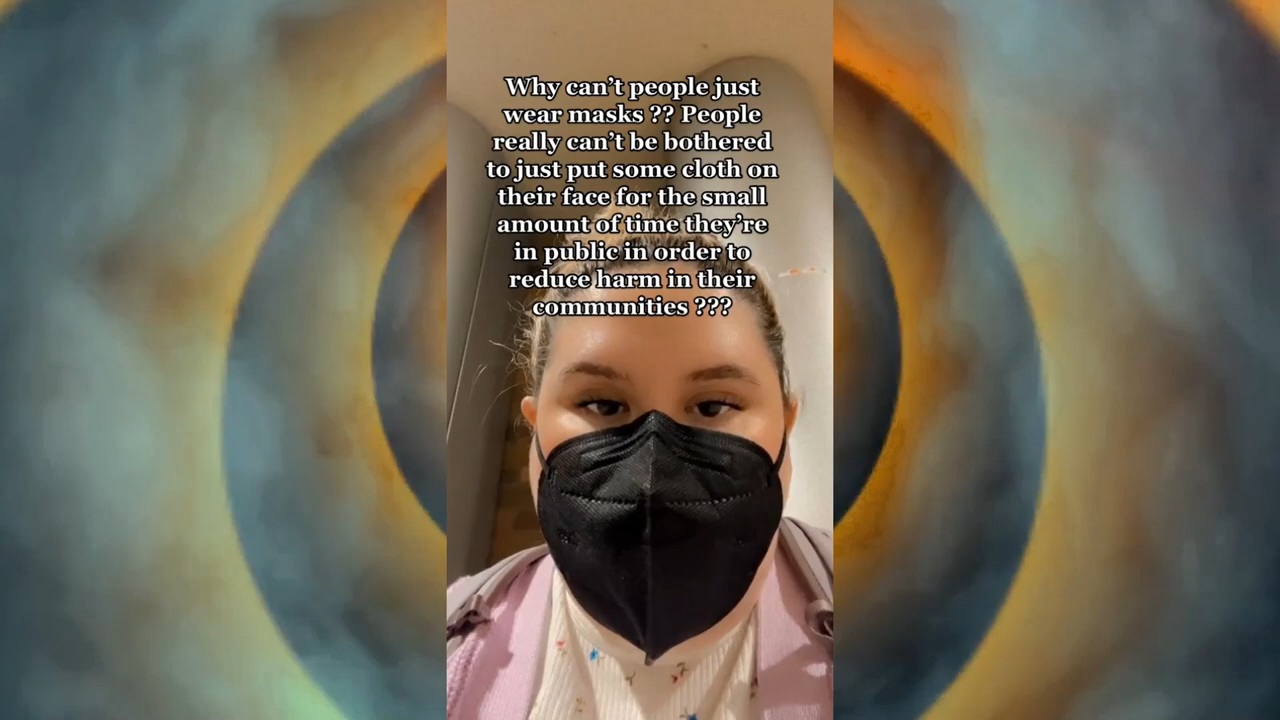 Why can’t people just
wear masks ?? People
really can’t be bothered
to just put some cloth on
their face for the small
amount of time they’re
in public in order to
reduce harm in their
communities ???